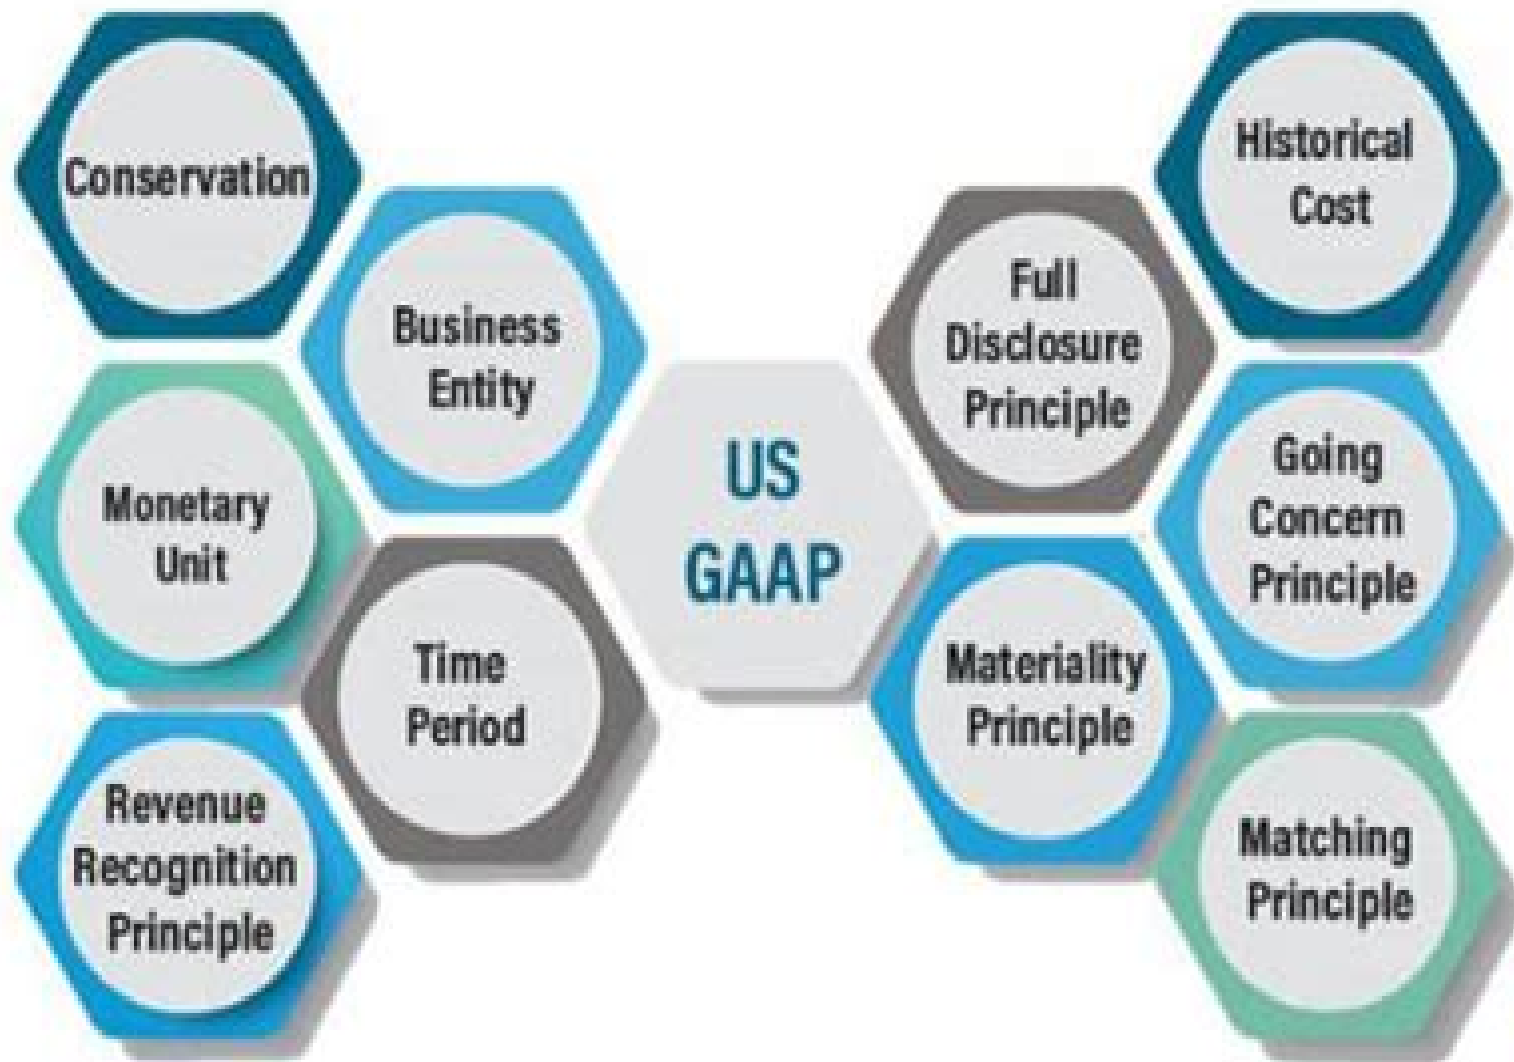 Conservation
Business
Entity
Monetary
Unit
Time
Period
Revenue
Recognition
Principle
US
GAAP
Full
Disclosure
Principle
Historical
Cost
Going
Concern
Principle
Materiality
Principle
Matching
Principle